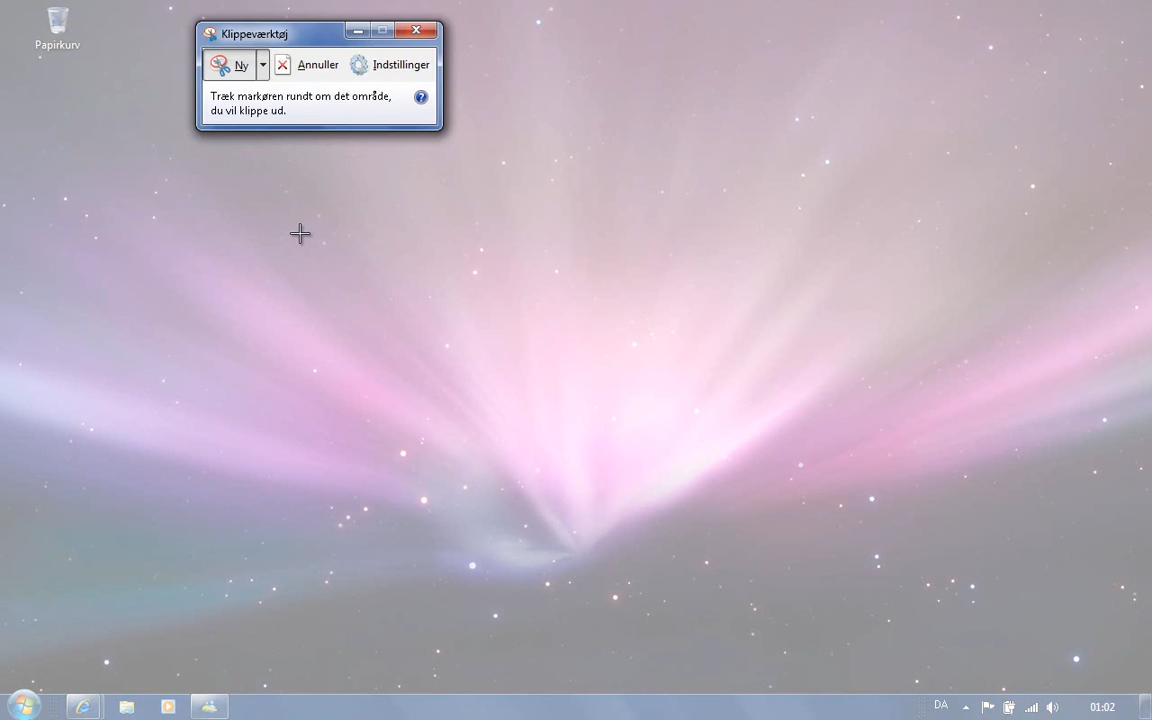 Papirkurv
Klippeværktøj
Ny
Annuller
Indstillinger
Træk markøren rundt om det område,
du vil klippe ud.
DA
01:02